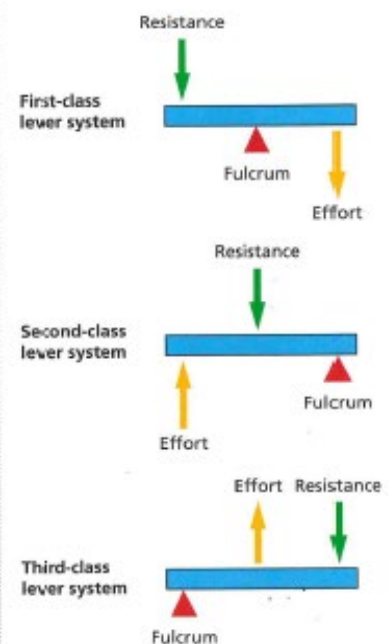 Resistance
First-class
lever system
Fulcrum
Effort
Resistance
Second-class
lever system
Fulcrum
Effort
Effort Resistance
Third-class
lever system
Fulcrum